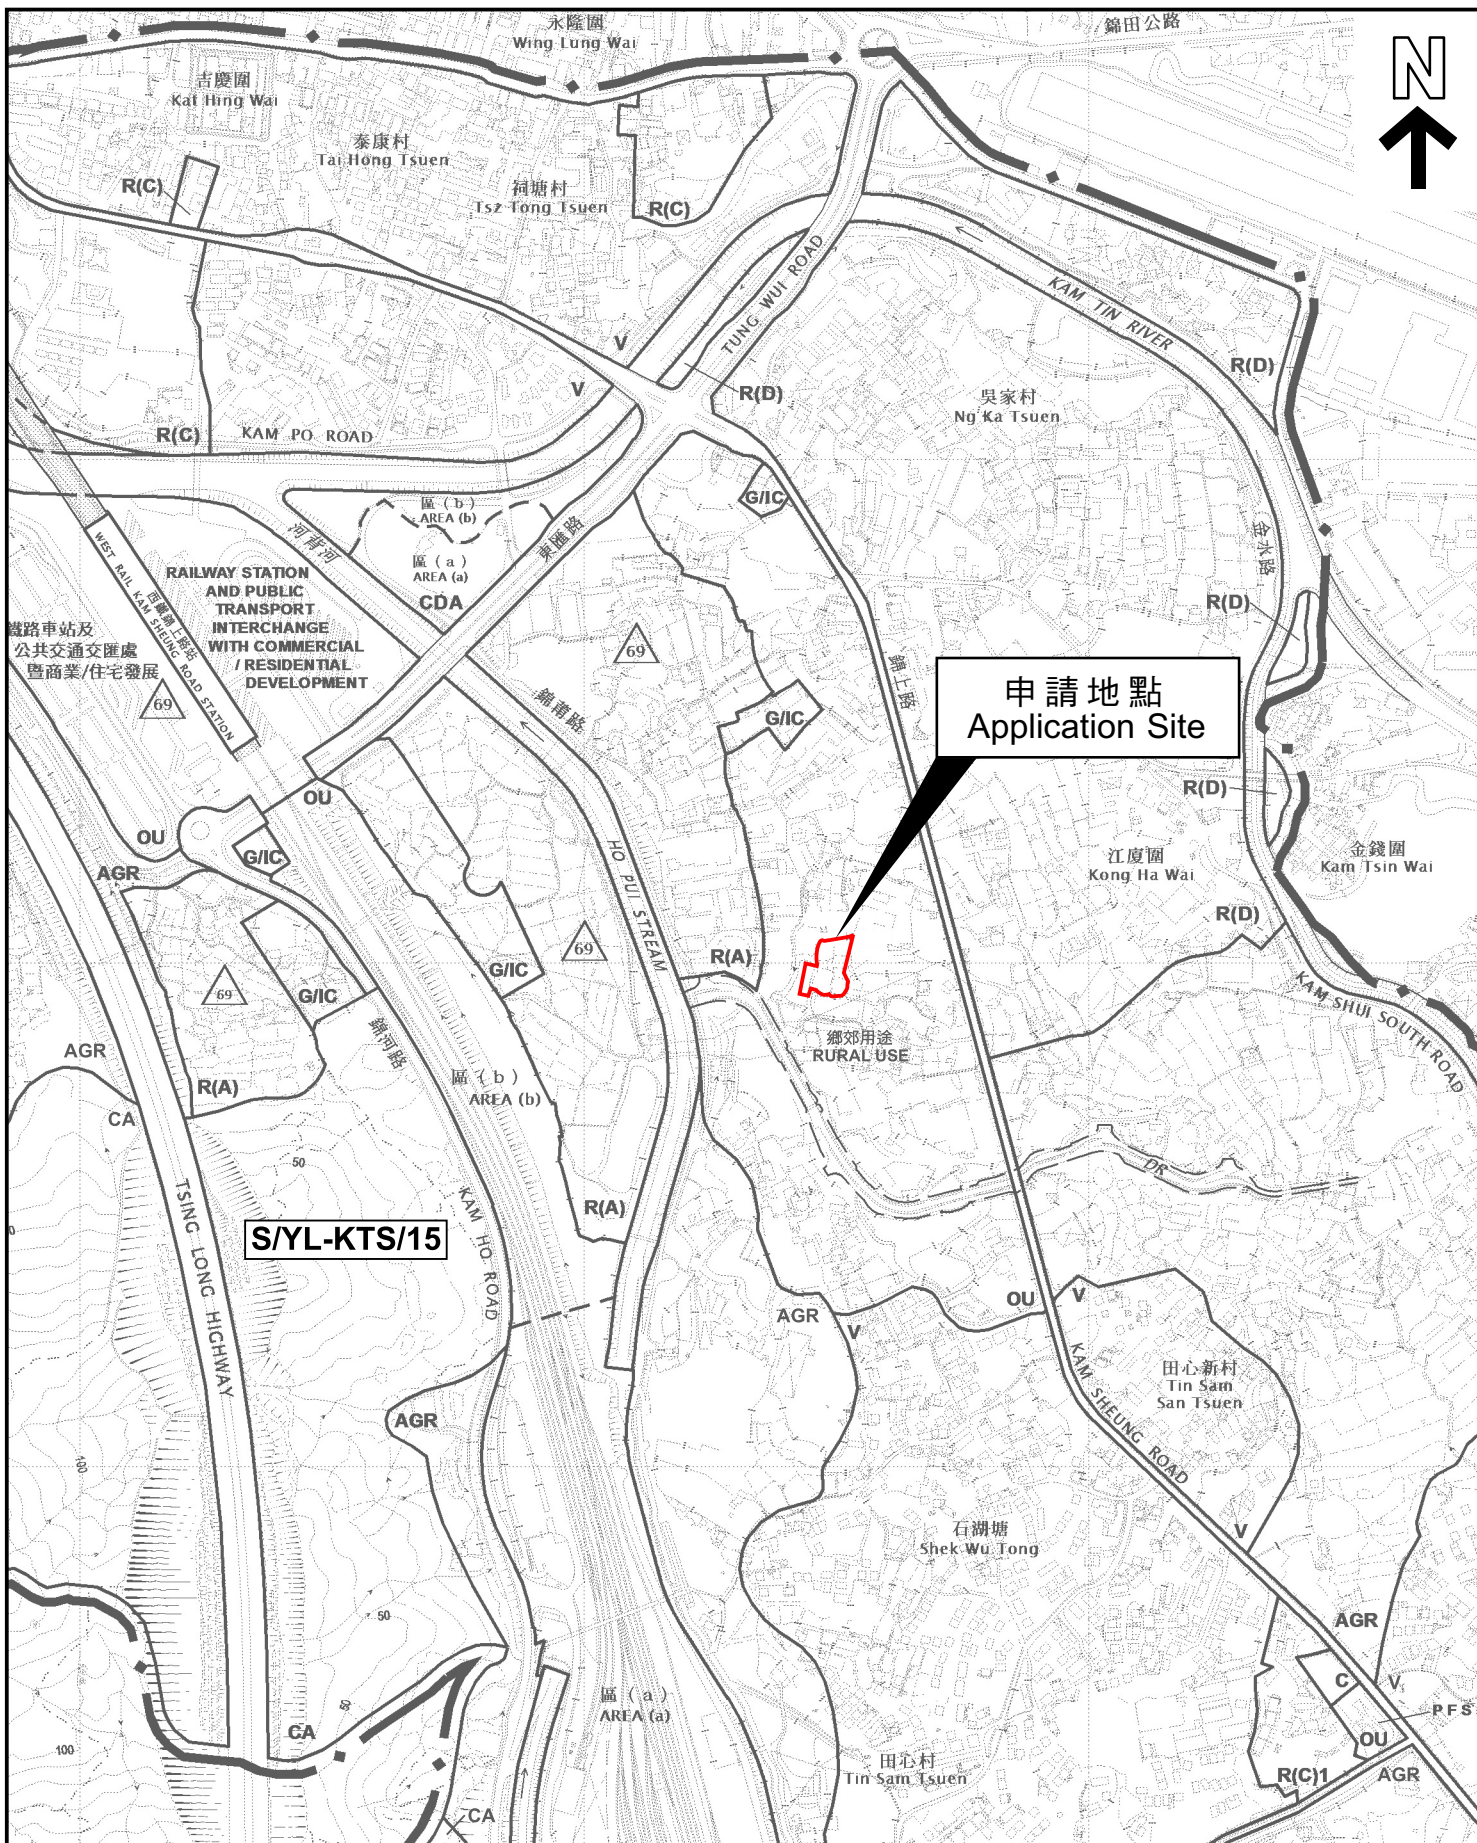 永隆圍
Wing Lung Wai
錦田公路
N
吉慶圍
Kat Hing Wai
泰康村
Tai Hong Tsuen
R(C)
祠塘村
Tsz Tong Tsuen
R(C)
TUNG WUI ROAD
KAM TIN RIVER
V
V
R(D)
R(D)
吳家村
Ng Ka Tsuen
R(C)
KAM PO ROAD
G/IC
區 ( b )
AREA (b)
東匯路
河背河
金水路
區 ( a )
AREA (a)
CDA
WEST RAIL KAM SHEUNG ROAD STATION
西鐵錦上路站
RAILWAY STATION
AND PUBLIC
TRANSPORT
INTERCHANGE
WITH COMMERCIAL
/ RESIDENTIAL
DEVELOPMENT
鐵路車站及
公共交通交匯處
暨商業/住宅發展
69
69
R(D)
錦上路
錦莆路
G/IC
申請地點
Application Site
OU
OU
R(D)
G/IC
AGR
HO PUI STREAM
江廈圍
Kong Ha Wai
金錢圍
Kam Tsin Wai
R(D)
69
R(A)
G/IC
69
G/IC
錦河路
KAM SHUI SOUTH ROAD
鄉郊用途
RURAL USE
AGR
R(A)
區 ( b )
AREA (b)
CA
50
DR
TSING LONG HIGHWAY
KAM HO ROAD
R(A)
S/YL-KTS/15
OU
V
AGR
V
KAM SHEUNG ROAD
田心新村
Tin Sam
San Tsuen
AGR
100
石湖塘
Shek Wu Tong
V
50
AGR
區 ( a )
AREA (a)
50
CA
C
V
PFS
100
OU
田心村
Tin Sam Tsuen
R(C)1
AGR
CA